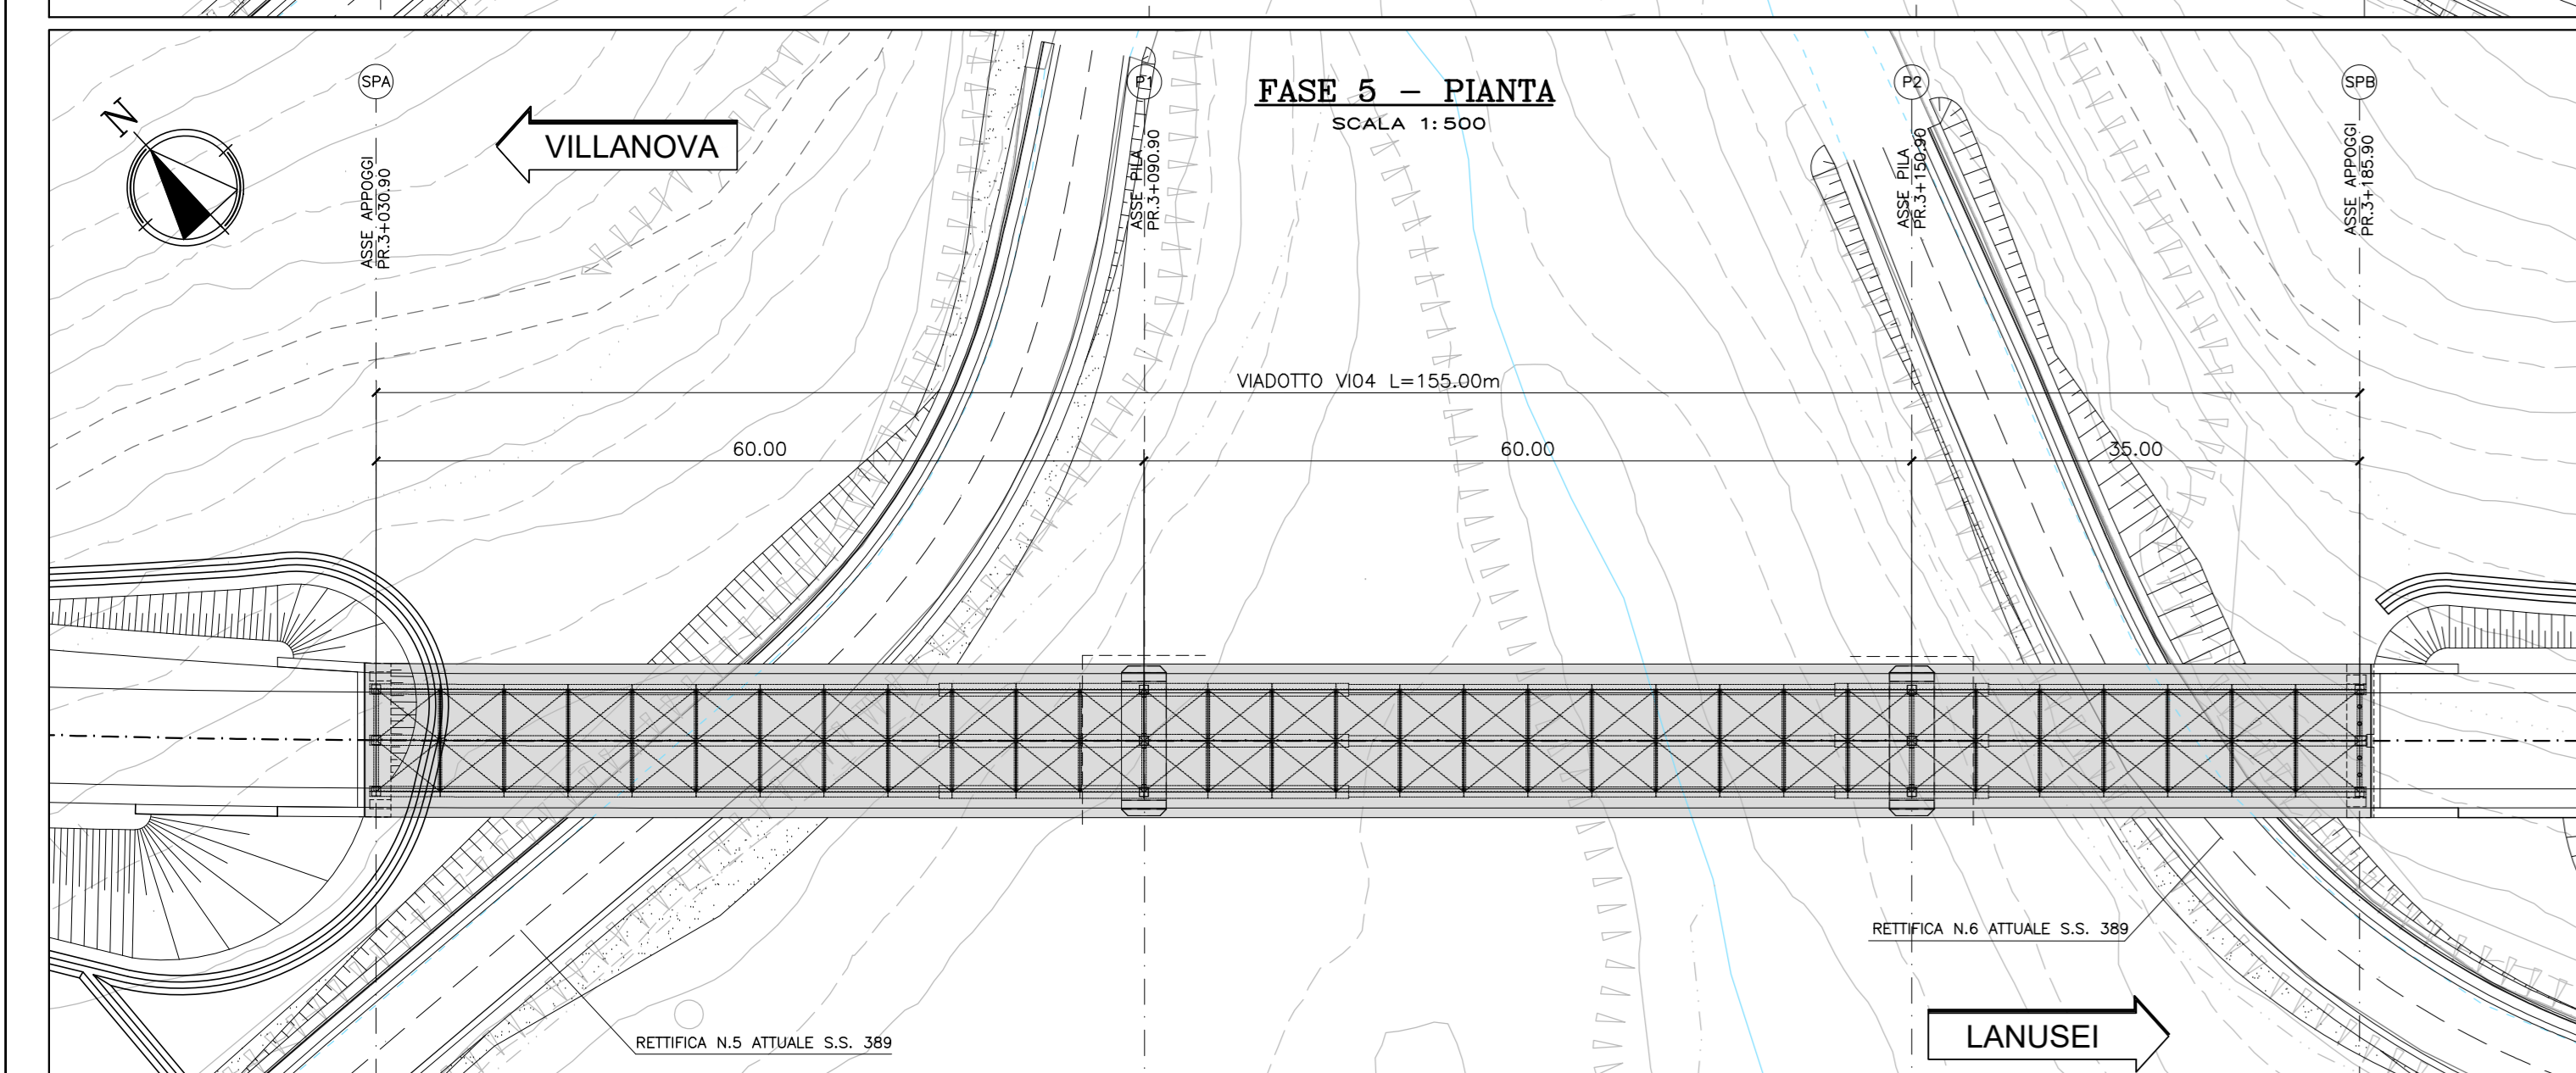 SPA
P1
FASE 5 – PIANTA
SCALA 1:500
P2
SPB
N
VILLANOVA
ASSE APPOGGI
PR.3+030.90
ASSE PILA
PR.3+090.90
ASSE PILA
PR.3+150.90
ASSE APPOGGI
PR.3+185.90
VIADOTTO VI04 L=155.00m
60.00
60.00
35.00
RETTIFICA N.6 ATTUALE S.S. 389
RETTIFICA N.5 ATTUALE S.S. 389
LANUSEI